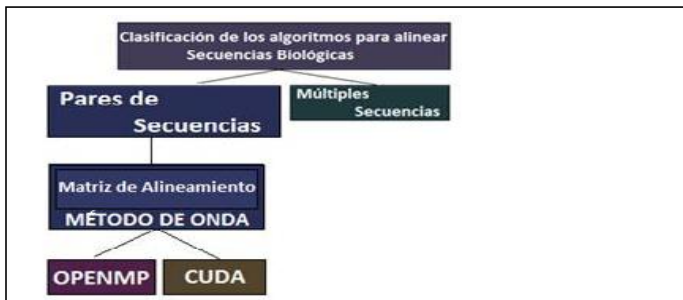 Clasificación de los algoritmos para alinear
Secuencias Biológicas
Pares de
Secuencias
Múltiples
Secuencias
Matriz de Alineamiento
MÉTODO DE ONDA
OPENMP
CUDA